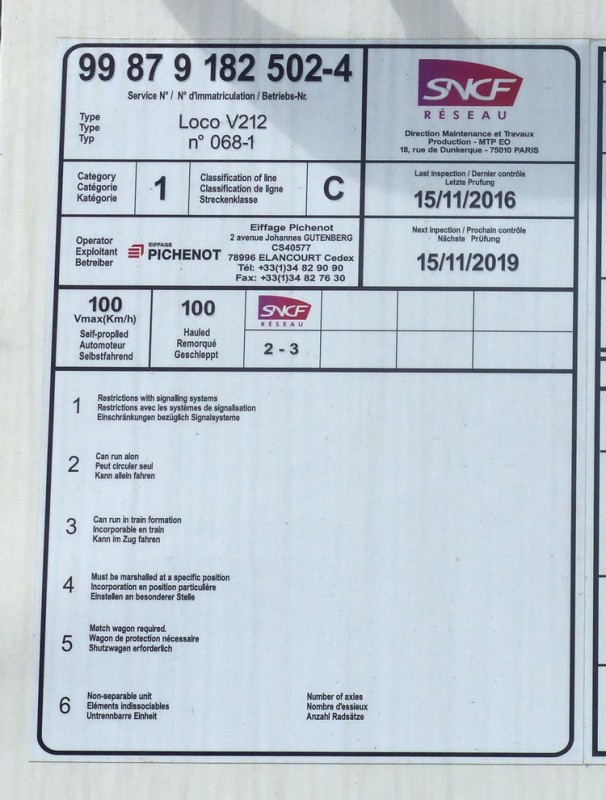 99 87 9 182 502-4
Service N° / N° d'immatriculation / Betriebs-Nr.
Type
Type
Typ
Loco V212
n° 068-1
SNCF
RÉSEAU
Direction Maintenance et Travaux
Production - MTP EO
18, rue de Dunkerque - 75010 PARIS
Category
Catégorie
Katégorie
1
Classification of line
Classification de ligne
Streckenklasse
C
Last inspection / Dernier contrôle
Letzte Prufung
15/11/2016
Operator
Exploitant
Betreiber
EIFFAGE
PICHENOT
Eiffage Pichenot
2 avenue Johannes GUTENBERG
CS40577
78996 ELANCOURT Cedex
Tél: +33(1)34 82 90 90
Fax: +33(1)34 82 76 30
Next inpection / Prochain contrôle
Nächste Prüfung
15/11/2019
100
Vmax(Km/h)
Self-proplled
Automoteur
Selbstfahrend
100
Hauled
Remorqué
Geschleppt
SNCF
RÉSEAU
2 - 3
1
Restrictions with signalling systems
Restrictions avec les systèmes de signalisation
Einschränkungen bezüglich Signalsysteme
2
Can run alon
Peut circuler seul
Kann allein fahren
3
Can run in train formation
Incorporable en train
Kann im Zug fahren
4
Must be marshalled at a specific position
Incorporation en position particulière
Einstellen an besonderer Stelle
5
Match wagon required.
Wagon de protection nécessaire
Shutzwagen erforderlich
6
Non-separable unit
Eléments indissociables
Untrennbarre Einheit
Number of axles
Nombre d'essieux
Anzahl Radsätze